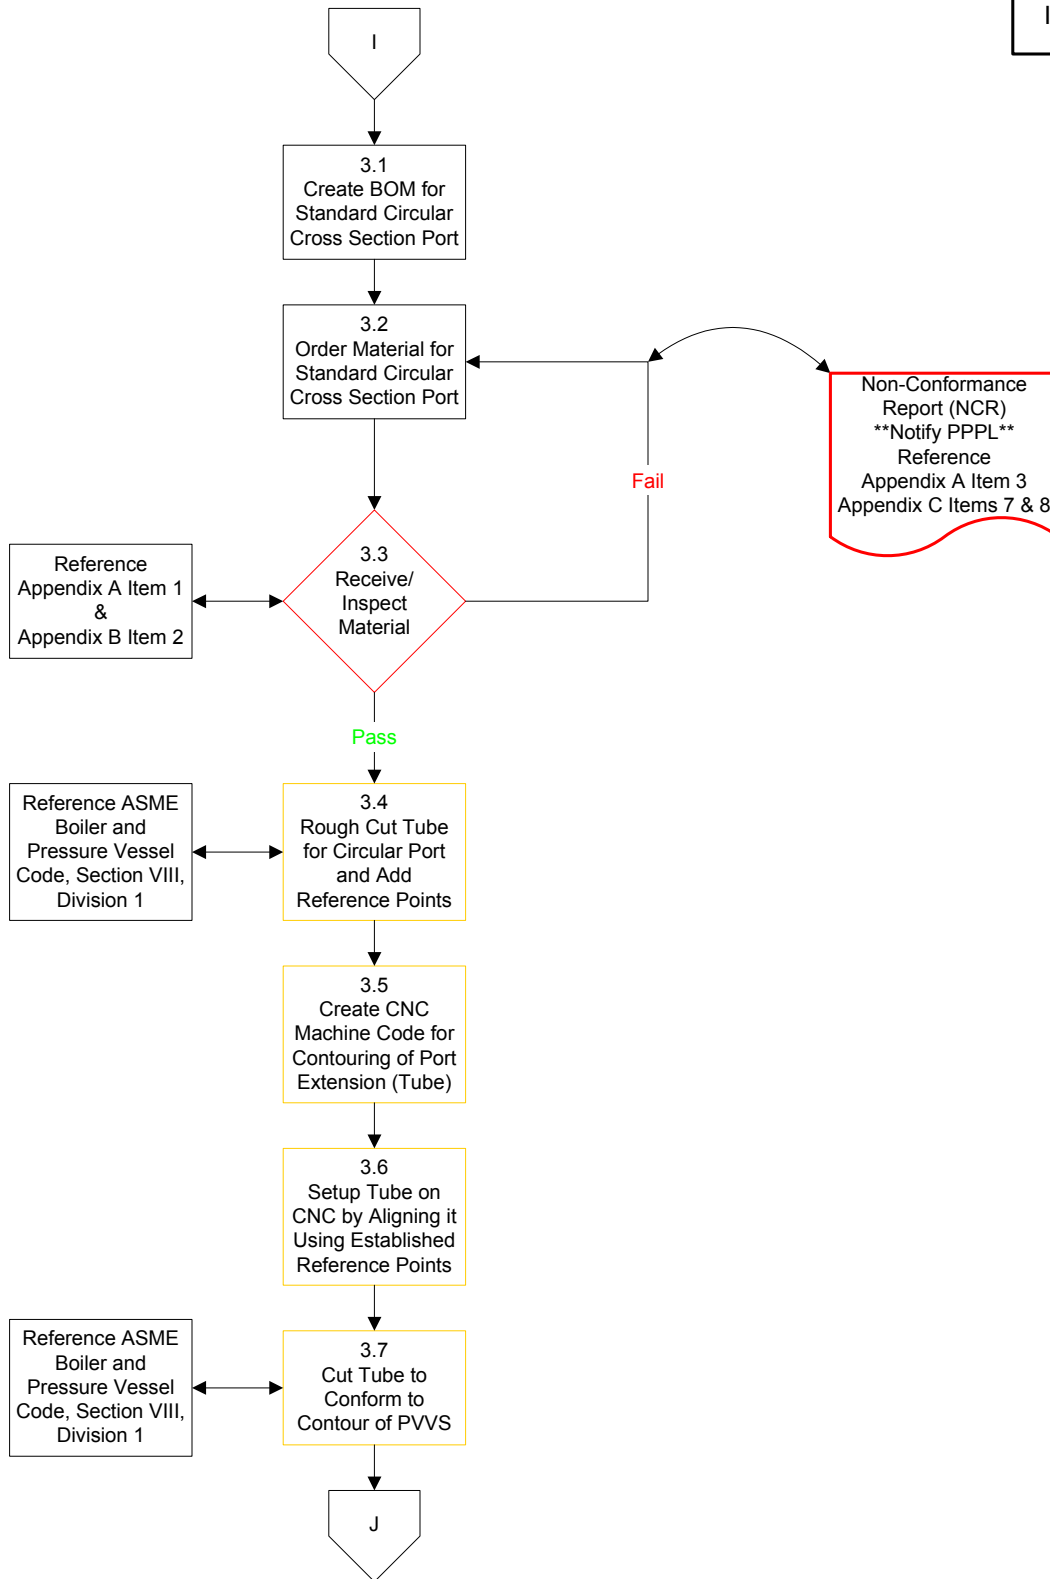 I
I
3.1
Create BOM for
Standard Circular
Cross Section Port
3.2
Order Material for
Standard Circular
Cross Section Port
Non-Conformance
Report (NCR)
**Notify PPPL**
Reference
Appendix A Item 3
Appendix C Items 7 & 8
Fail
3.3
Receive/
Inspect
Material
Reference
Appendix A Item 1
&
Appendix B Item 2
Pass
Reference ASME
Boiler and
Pressure Vessel
Code, Section VIII,
Division 1
3.4
Rough Cut Tube
for Circular Port
and Add
Reference Points
3.5
Create CNC
Machine Code for
Contouring of Port
Extension (Tube)
3.6
Setup Tube on
CNC by Aligning it
Using Established
Reference Points
Reference ASME
Boiler and
Pressure Vessel
Code, Section VIII,
Division 1
3.7
Cut Tube to
Conform to
Contour of PVVS
J